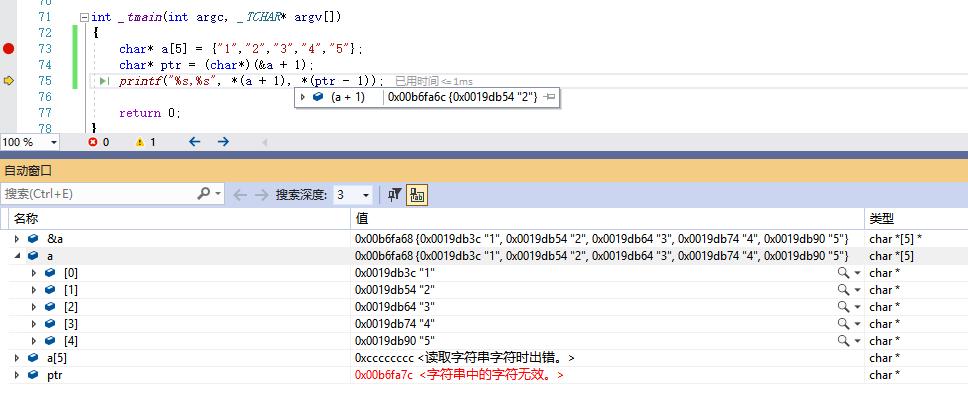 70
71 int _tmain(int argc, _TCHAR* argv[])
72 {
73 char* a[5] = {"1","2","3","4","5"};
74 char* ptr = (char*)(&a + 1);
75 printf("%s,%s", *(a + 1), *(ptr - 1)); 已用时间 <= 1ms
76 (a + 1) 0x00b6fa6c {0x0019db54 "2"}
77 return 0;
78 }
100 % 0 1
自动窗口
搜索(Ctrl+E) 搜索深度: 3
名称 值 类型
&a 0x00b6fa68 {0x0019db3c "1", 0x0019db54 "2", 0x0019db64 "3", 0x0019db74 "4", 0x0019db90 "5"} char *[5] *
a 0x00b6fa68 {0x0019db3c "1", 0x0019db54 "2", 0x0019db64 "3", 0x0019db74 "4", 0x0019db90 "5"} char *[5]
[0] 0x0019db3c "1" char *
[1] 0x0019db54 "2" char *
[2] 0x0019db64 "3" char *
[3] 0x0019db74 "4" char *
[4] 0x0019db90 "5" char *
a[5] 0xcccccccc <读取字符串字符时出错。> char *
ptr 0x00b6fa7c <字符串中的字符无效。> char *